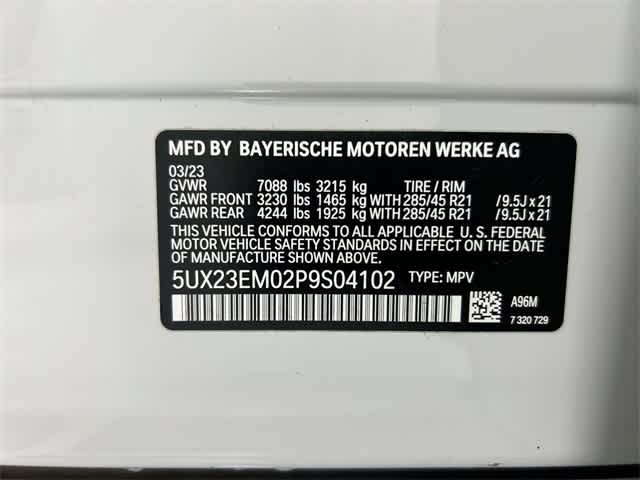 MFD BY BAYERISCHE MOTOREN WERKE AG
03/23
GVWR 7088 lbs 3215 kg TIRE / RIM
GAWR FRONT 3230 lbs 1465 kg WITH 285/45 R21 / 9.5J x 21
GAWR REAR 4244 lbs 1925 kg WITH 285/45 R21 / 9.5J x 21
THIS VEHICLE CONFORMS TO ALL APPLICABLE U. S. FEDERAL
MOTOR VEHICLE SAFETY STANDARDS IN EFFECT ON THE
DATE OF MANUFACTURE SHOWN ABOVE.
5UX23EM02P9S04102 TYPE: MPV
A96M
7 320 729